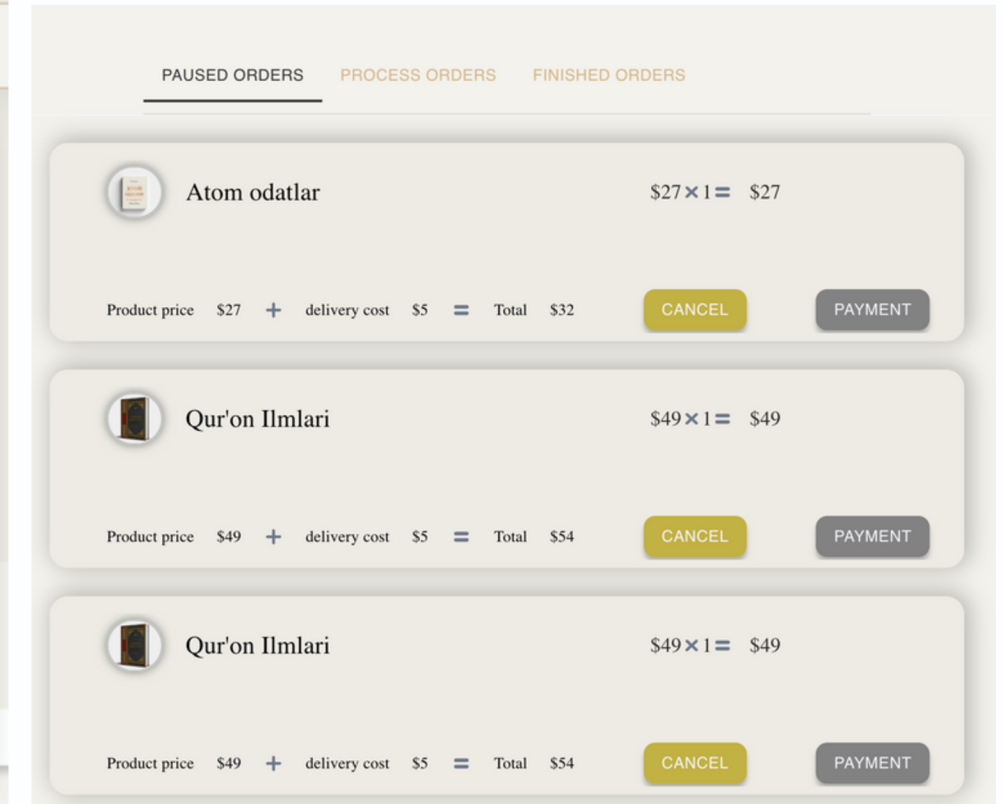 PAUSED ORDERS PROCESS ORDERS FINISHED ORDERS
Atom odatlar $27 × 1 = $27
Product price $27 + delivery cost $5 = Total $32 CANCEL PAYMENT
Qur'on Ilmlari $49 × 1 = $49
Product price $49 + delivery cost $5 = Total $54 CANCEL PAYMENT
Qur'on Ilmlari $49 × 1 = $49
Product price $49 + delivery cost $5 = Total $54 CANCEL PAYMENT